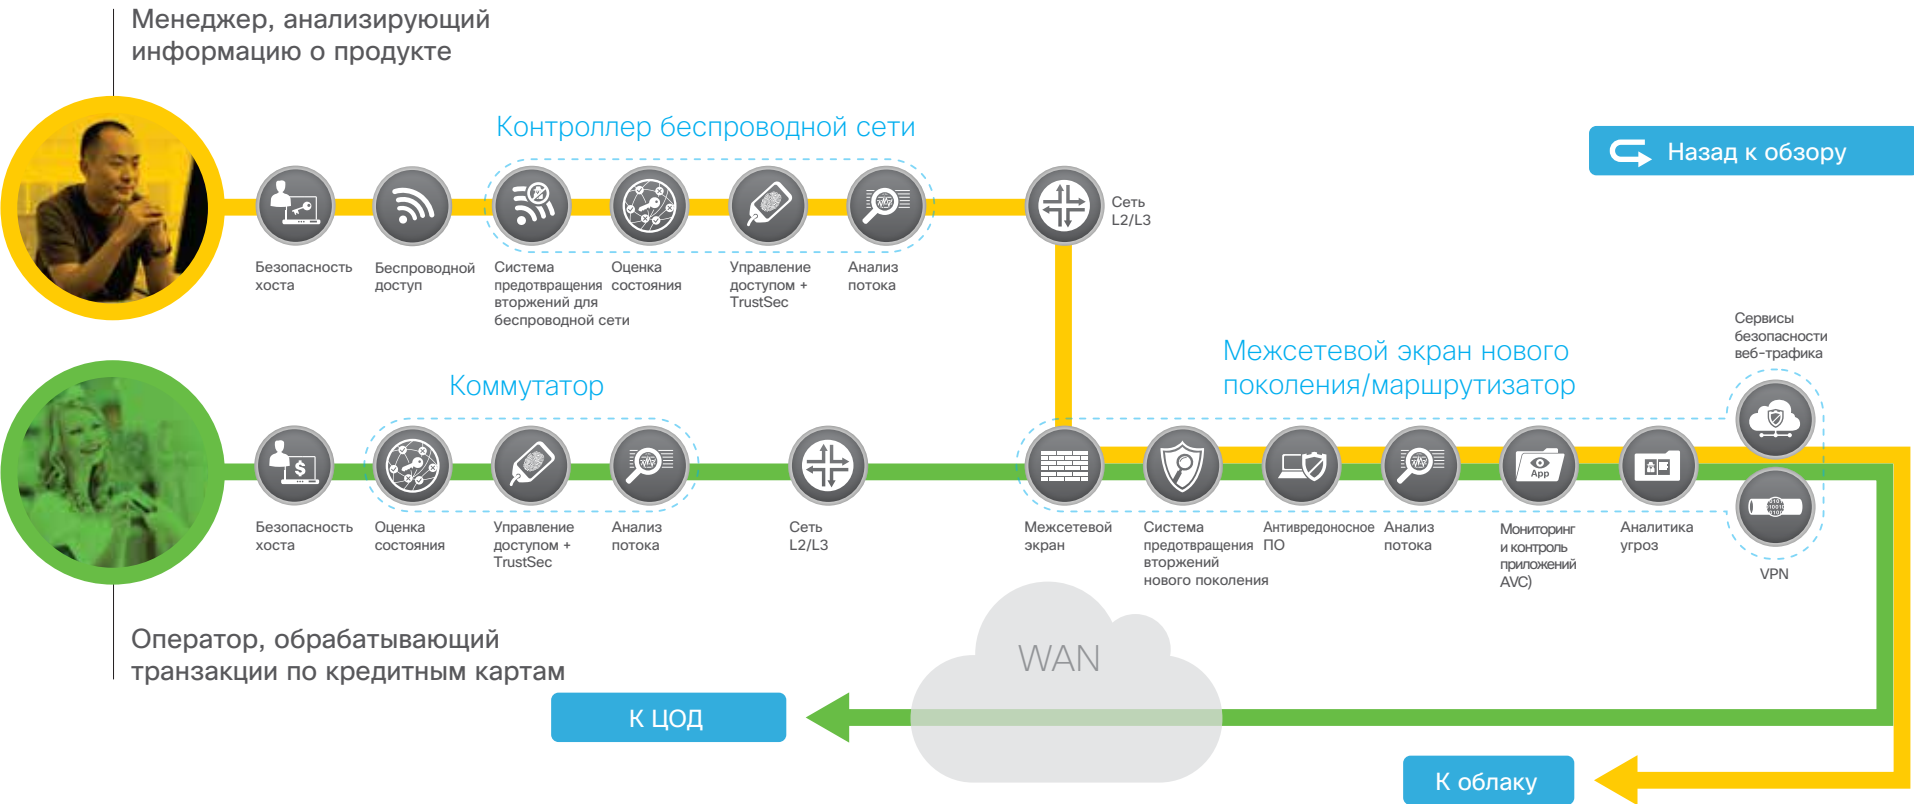 Менеджер, анализирующий
информацию о продукте
Контроллер беспроводной сети
Назад к обзору
Безопасность
хоста
Беспроводной
доступ
Система
предотвращения
вторжений для
беспроводной сети
Оценка
состояния
Управление
доступом +
TrustSec
Анализ
потока
Сеть
L2/L3
Коммутатор
Межсетевой экран нового
поколения/маршрутизатор
Сервисы
безопасности
веб-трафика
$
App
Безопасность
хоста
Оценка
состояния
Управление
доступом +
TrustSec
Анализ
потока
Сеть
L2/L3
Межсетевой
экран
Система
предотвращения
вторжений
нового поколения
Антивредоносное
ПО
Анализ
потока
Мониторинг
и контроль
приложений
AVC)
Аналитика
угроз
VPN
Оператор, обрабатывающий
транзакции по кредитным картам
WAN
К ЦОД
К облаку